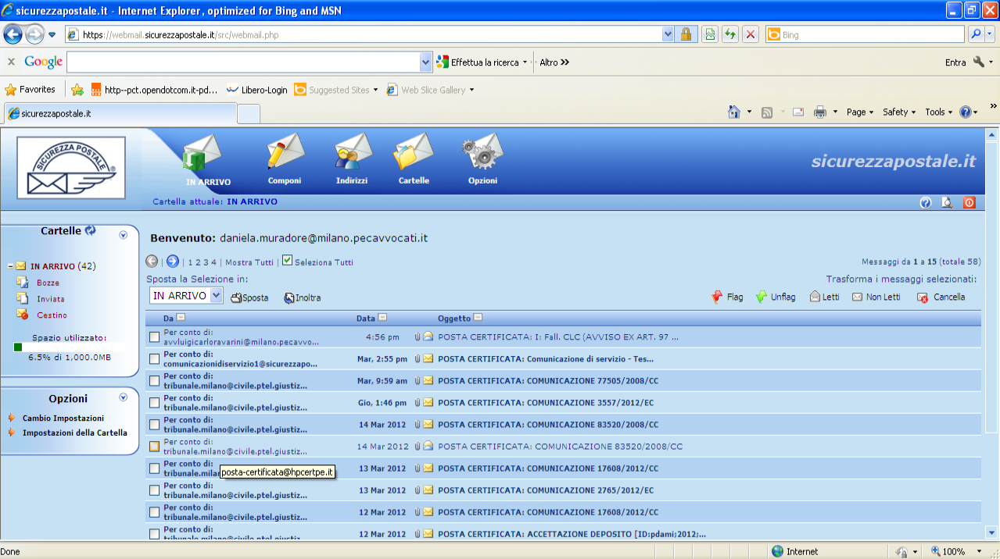 sicurezzapostale.it - Internet Explorer, optimized for Bing and MSN
https://webmail.sicurezzapostale.it/src/webmail.php
Bing
x Google Effettua la ricerca Altro >> Entra
Favorites http--pct.opendotcom.it-pd... Libero-Login Suggested Sites Web Slice Gallery
sicurezzapostale.it Page Safety Tools >>
SICUREZZA POSTALE ®
IN ARRIVO Componi Indirizzi Cartelle Opzioni
sicurezzapostale.it
Cartella attuale: IN ARRIVO
Cartelle
IN ARRIVO (42)
Bozze
Inviata
Cestino
Spazio utilizzato:
6.5% di 1,000.0MB
Opzioni
Cambio Impostazioni
Impostazioni della Cartella
Benvenuto: daniela.muradore@milano.pecavvocati.it
| 1 2 3 4 | Mostra Tutti | Seleziona Tutti
Messaggi da 1 a 15 (totale 58)
Sposta la Selezione in:
Trasforma i messaggi selezionati:
IN ARRIVO Sposta Inoltra
Flag Unflag Letti Non Letti Cancella
Da Data Oggetto
Per conto di:
avvluigicarloravarini@milano.pecavvo... 4:56 pm POSTA CERTIFICATA: I: Fall. CLC (AVVISO EX ART. 97 ...
Per conto di:
comunicazionidiservizio1@sicurezzapo... Mar, 2:55 pm POSTA CERTIFICATA: Comunicazione di servizio - Tes...
Per conto di:
tribunale.milano@civile.ptel.giustiz... Mar, 9:59 am POSTA CERTIFICATA: COMUNICAZIONE 77505/2008/CC
Per conto di:
tribunale.milano@civile.ptel.giustiz... Gio, 1:46 pm POSTA CERTIFICATA: COMUNICAZIONE 3557/2012/EC
Per conto di:
tribunale.milano@civile.ptel.giustiz... 14 Mar 2012 POSTA CERTIFICATA: COMUNICAZIONE 83520/2008/CC
Per conto di:
tribunale.milano@civile.ptel.giustiz... 14 Mar 2012 POSTA CERTIFICATA: COMUNICAZIONE 83520/2008/CC
Per conto di:
tribunale.milan posta-certificata@hpcertpe.it 13 Mar 2012 POSTA CERTIFICATA: COMUNICAZIONE 17608/2012/CC
Per conto di:
tribunale.milano@civile.ptel.giustiz... 13 Mar 2012 POSTA CERTIFICATA: COMUNICAZIONE 2765/2012/EC
Per conto di:
tribunale.milano@civile.ptel.giustiz... 12 Mar 2012 POSTA CERTIFICATA: COMUNICAZIONE 17608/2012/CC
Per conto di:
tribunale.milano@civile.ptel.giustiz... 12 Mar 2012 POSTA CERTIFICATA: ACCETTAZIONE DEPOSITO [ID:pdami;2012;...
Done Internet 100%